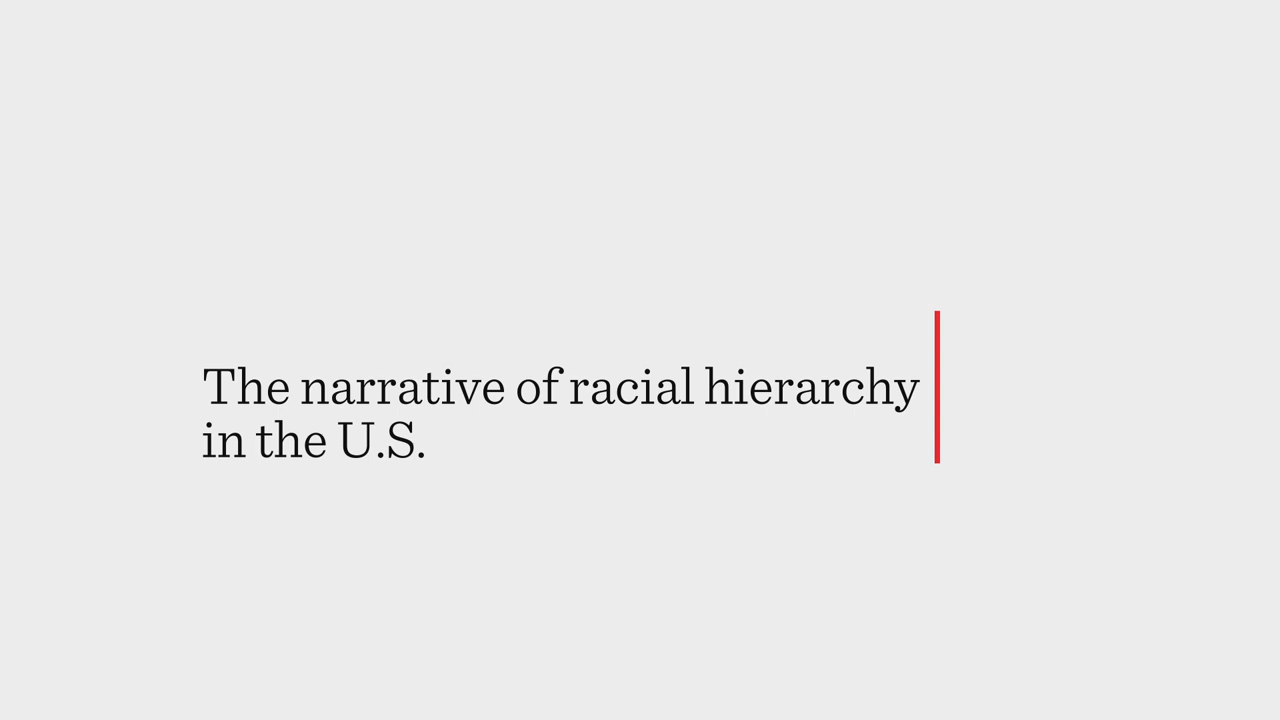 The narrative of racial hierarchy
in the U.S.